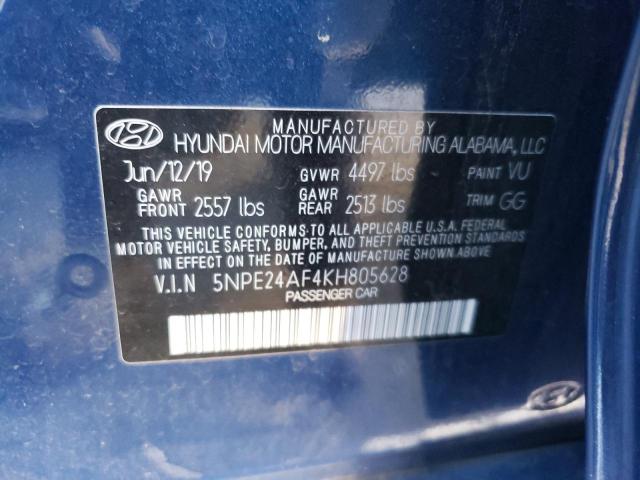 MANUFACTURED BY
HYUNDAI MOTOR MANUFACTURING ALABAMA, LLC
Jun/12/19 GVWR 4497 lbs PAINT VU
GAWR FRONT 2557 lbs GAWR REAR 2513 lbs TRIM GG
THIS VEHICLE CONFORMS TO ALL APPLICABLE U.S.A. FEDERAL
MOTOR VEHICLE SAFETY, BUMPER, AND THEFT PREVENTION
STANDARDS IN EFFECT ON THE DATE OF MANUFACTURE SHOWN ABOVE.
V.I.N 5NPE24AF4KH805628
PASSENGER CAR